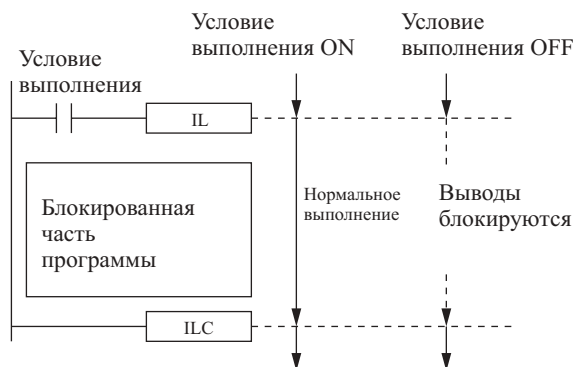 Условие
выполнения ON
Условие
выполнения OFF
Условие
выполнения
IL
Блокированная
часть
программы
Нормальное
выполнение
Выводы
блокируются
ILC